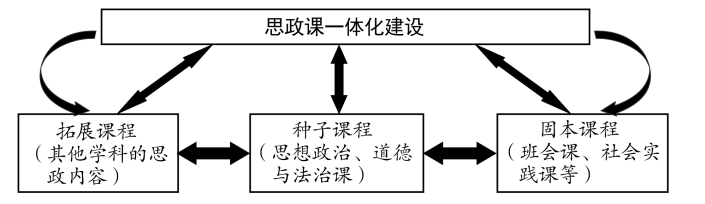 思政课一体化建设
拓展课程
（其他学科的思
政内容）
种子课程
（思想政治、道德
与法治课）
固本课程
（班会课、社会实
践课等）